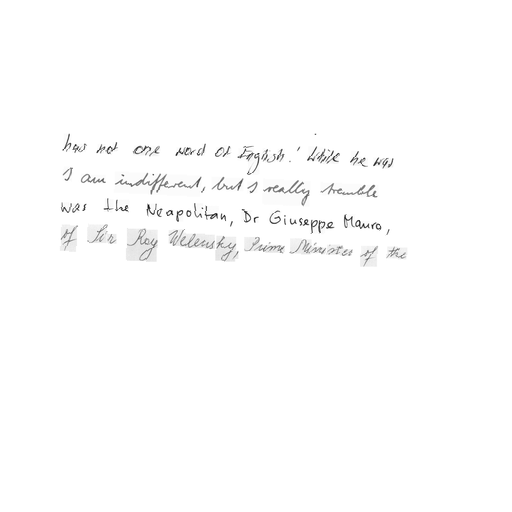 has not one word of English.' While he was
I am indifferent, but I really tremble
was the Neapolitan, Dr Giuseppe Mauro,
of Sir Roy Welensky, Prime Minister of the